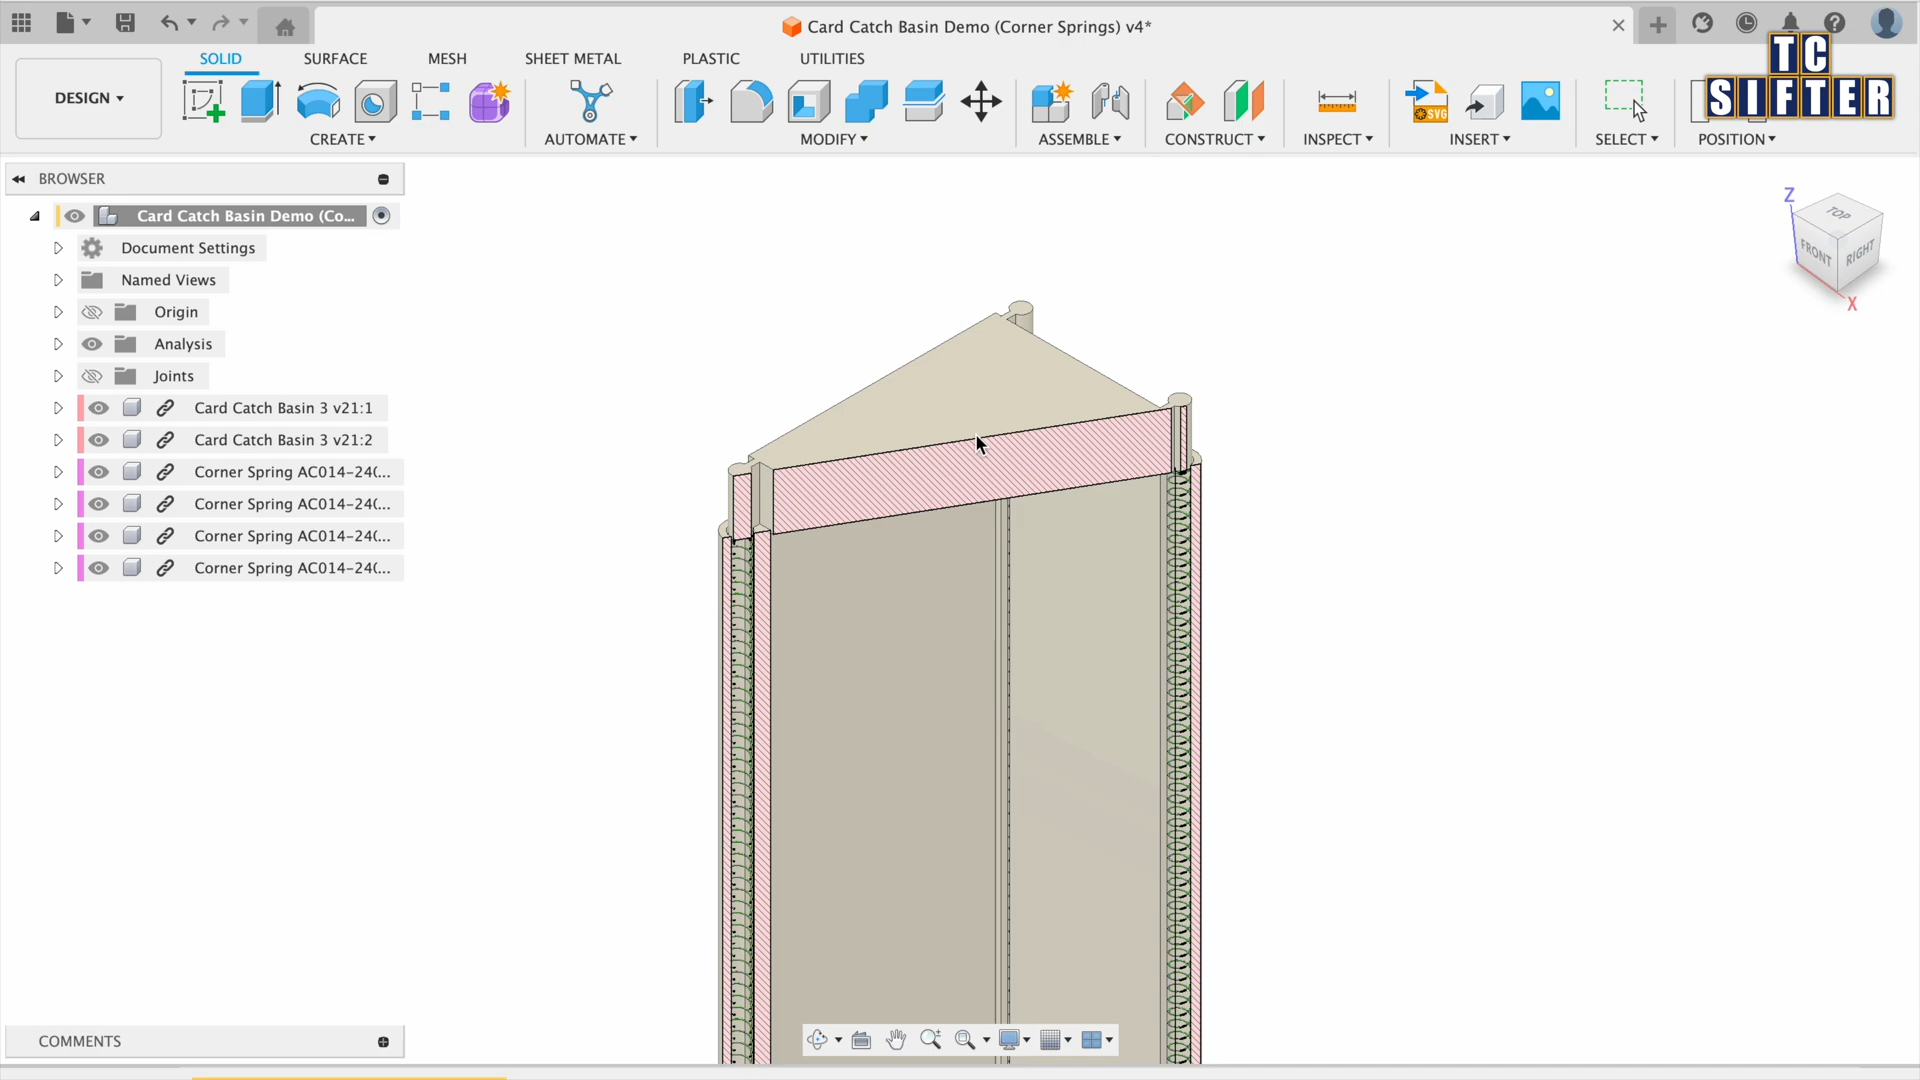 Card Catch Basin Demo (Corner Springs) v4*
TC
SIFTER
SOLID SURFACE MESH SHEET METAL PLASTIC UTILITIES
DESIGN
SVG
CREATE AUTOMATE MODIFY ASSEMBLE CONSTRUCT INSPECT INSERT SELECT POSITION
BROWSER
Card Catch Basin Demo (Co...
Document Settings
Named Views
Origin
Analysis
Joints
Card Catch Basin 3 v21:1
Card Catch Basin 3 v21:2
Corner Spring AC014-24(...
Corner Spring AC014-24(...
Corner Spring AC014-24(...
Corner Spring AC014-24(...
Z
TOP
FRONT RIGHT
X
COMMENTS